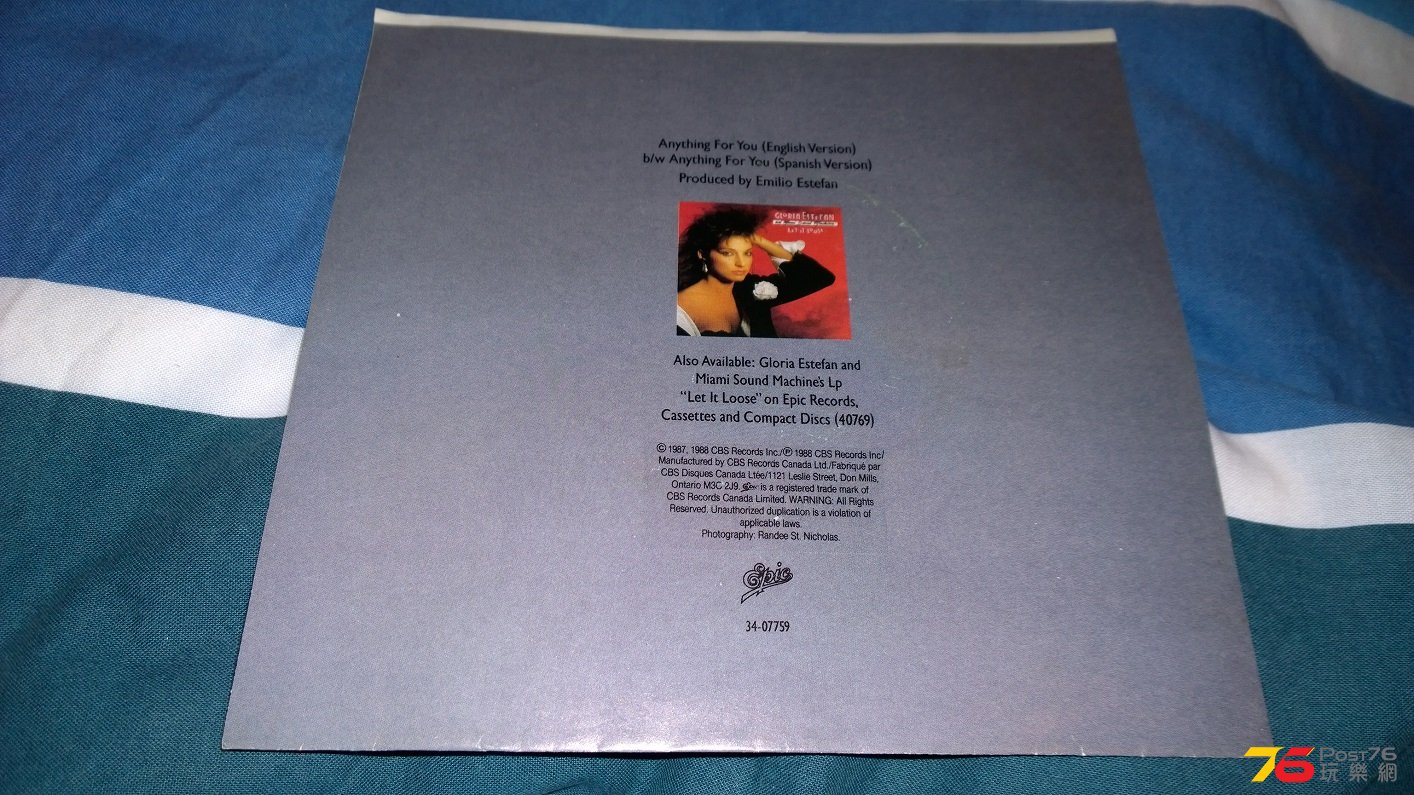 Anything For You (English Version)
b/w Anything For You (Spanish Version)
Produced by Emilio Estefan
GLORIA ESTEFAN
LET IT LOOSE
Also Available: Gloria Estefan and
Miami Sound Machine's Lp
“Let It Loose” on Epic Records,
Cassettes and Compact Discs (40769)
© 1987, 1988 CBS Records Inc./℗ 1988 CBS Records Inc/
Manufactured by CBS Records Canada Ltd./Fabriqué par
CBS Disques Canada Ltée/1121 Leslie Street, Don Mills,
Ontario M3C 2J9. Epic is a registered trade mark of
CBS Records Canada Limited. WARNING: All Rights
Reserved. Unauthorized duplication is a violation of
applicable laws.
Photography: Randee St. Nicholas.
Epic
34-07759
76 POST76
玩樂網